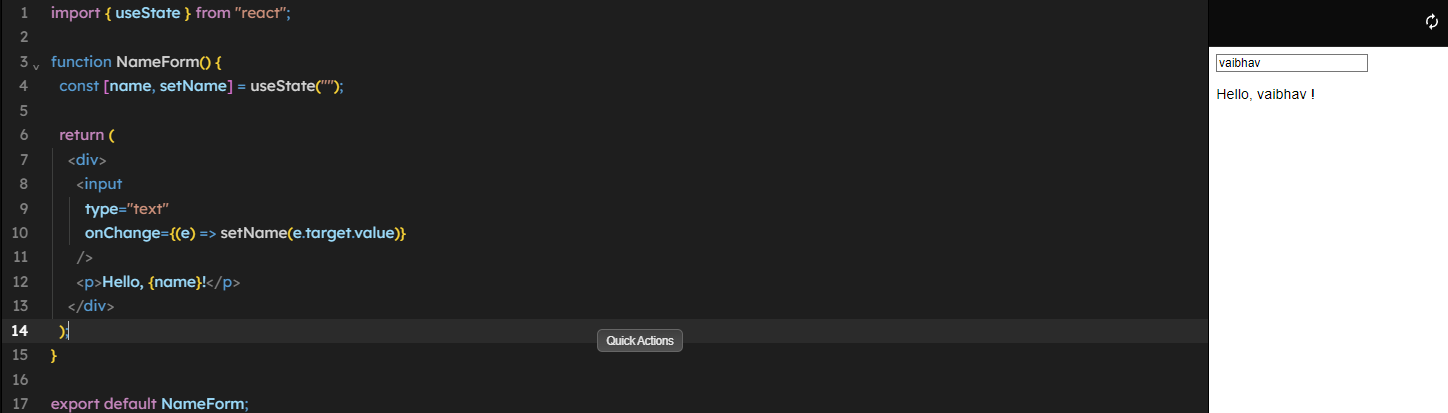 1 import { useState } from "react";
2
3 function NameForm() {
4 const [name, setName] = useState("");
5
6 return (
7 <div>
8 <input
9 type="text"
10 onChange={(e) => setName(e.target.value)}
11 />
12 <p>Hello, {name}!</p>
13 </div>
14 );
Quick Actions
15 }
16
17 export default NameForm;
vaibhav
Hello, vaibhav !